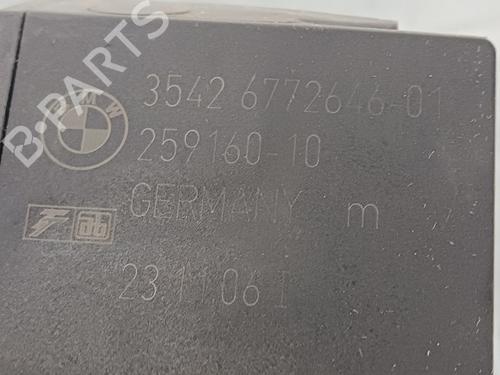 B-PARTS
BMW
3542 6772646-01
259160-10
GERMANY m
23.11.06 I